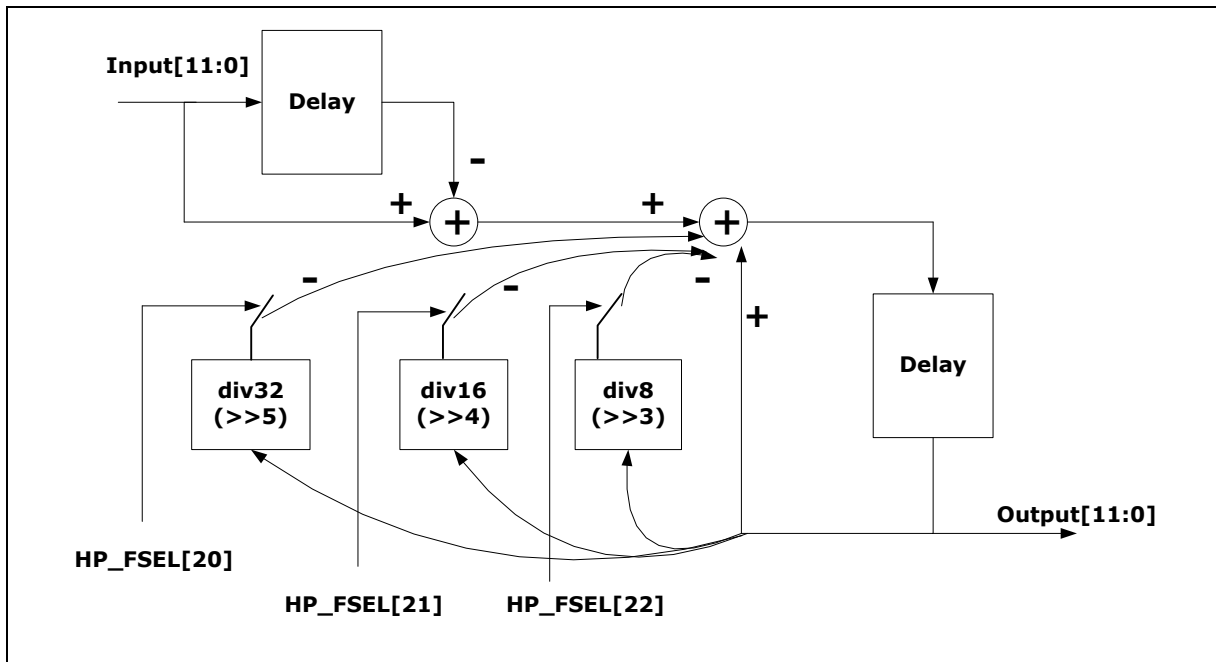 Input[11:0]
Delay
-
+
+
+
+
-
-
-
+
div32
(>>5)
div16
(>>4)
div8
(>>3)
Delay
Output[11:0]
HP_FSEL[20]
HP_FSEL[21]
HP_FSEL[22]